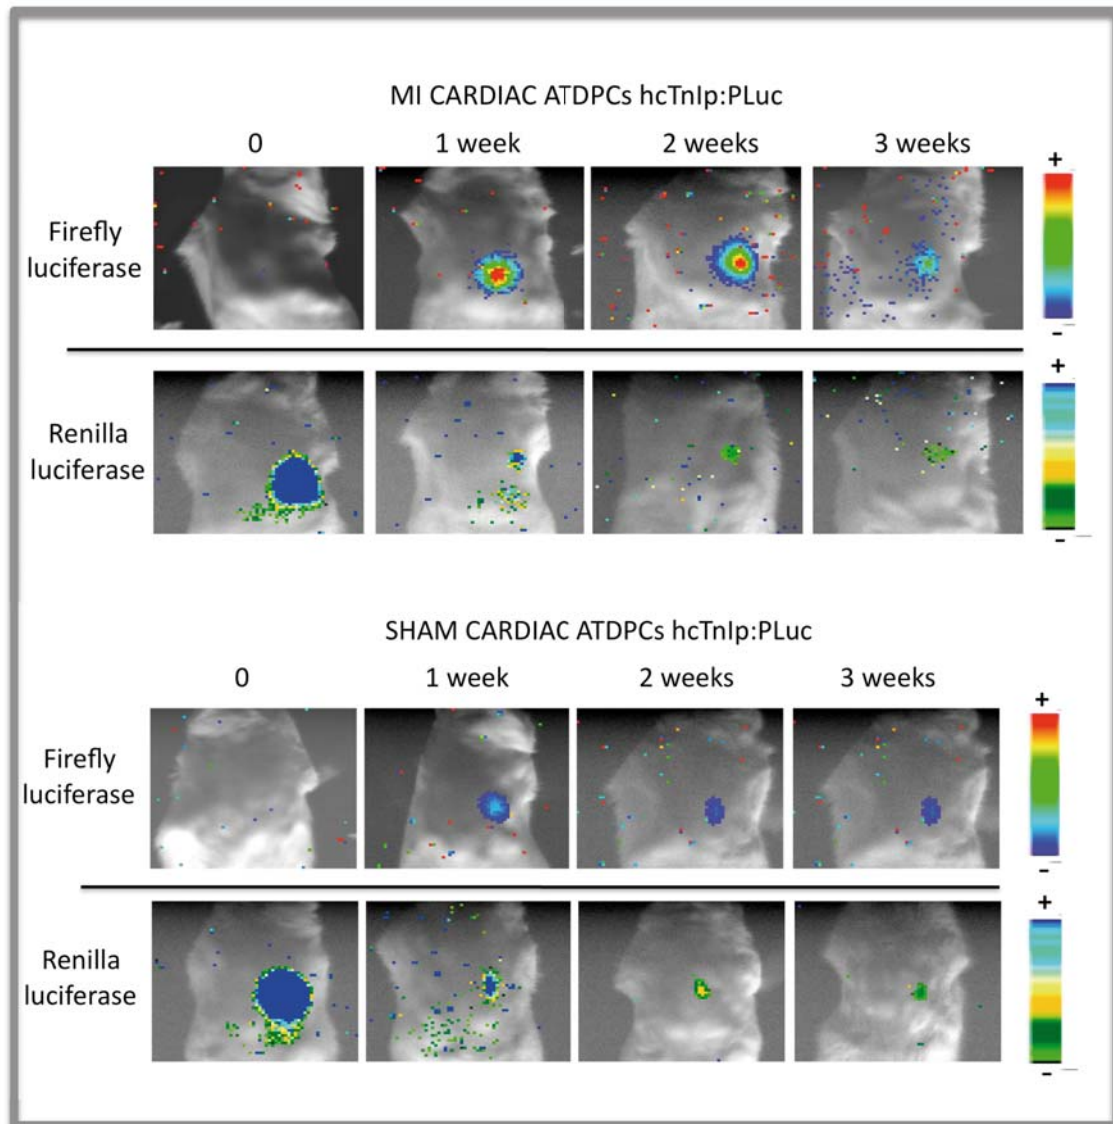 MI CARDIAC ATDPCs hcTnIp:PLuc
0 1 week 2 weeks 3 weeks
+
Firefly
luciferase
−
+
Renilla
luciferase
−
SHAM CARDIAC ATDPCs hcTnIp:PLuc
0 1 week 2 weeks 3 weeks
+
Firefly
luciferase
−
+
Renilla
luciferase
−